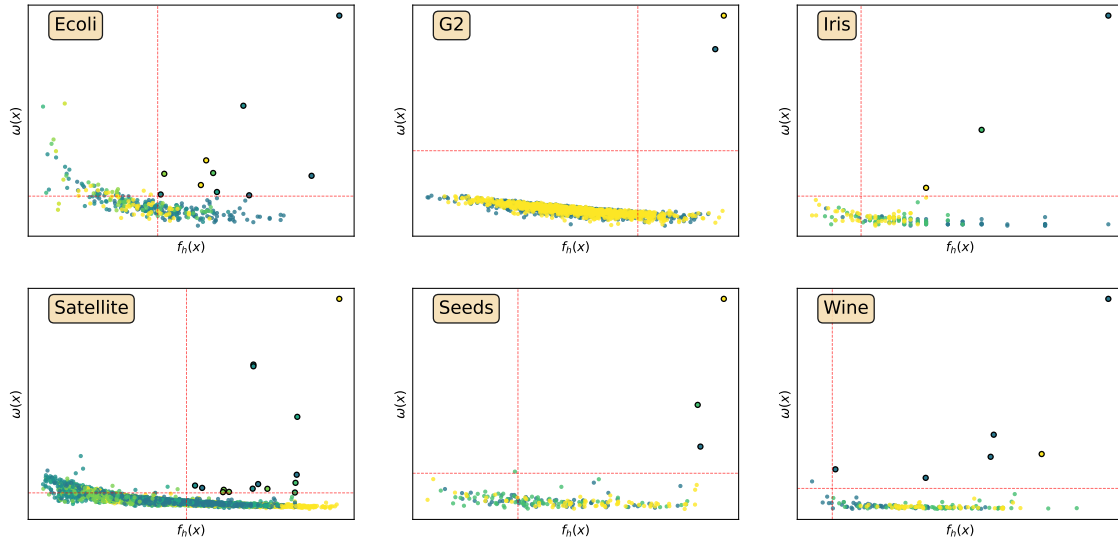 Ecoli
ω(x)
f_h(x)
G2
ω(x)
f_h(x)
Iris
ω(x)
f_h(x)
Satellite
ω(x)
f_h(x)
Seeds
ω(x)
f_h(x)
Wine
ω(x)
f_h(x)